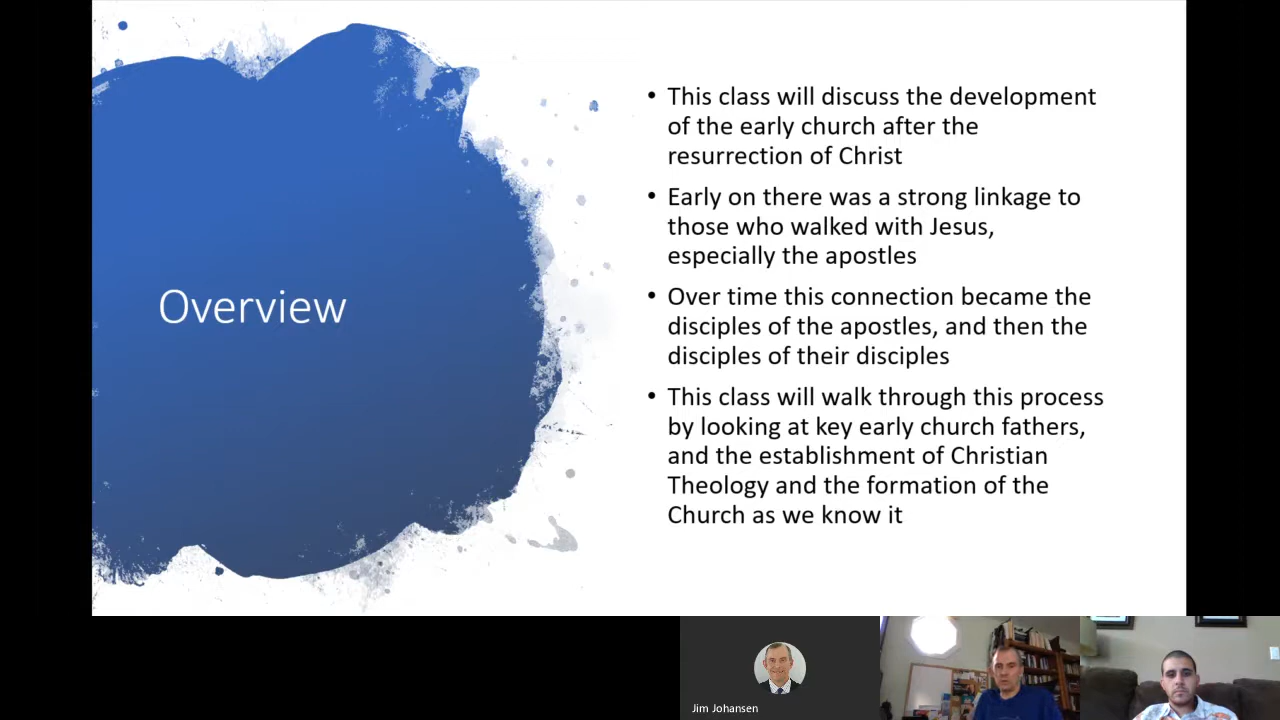 Overview
• This class will discuss the development
of the early church after the
resurrection of Christ
• Early on there was a strong linkage to
those who walked with Jesus,
especially the apostles
• Over time this connection became the
disciples of the apostles, and then the
disciples of their disciples
• This class will walk through this process
by looking at key early church fathers,
and the establishment of Christian
Theology and the formation of the
Church as we know it
Jim Johansen